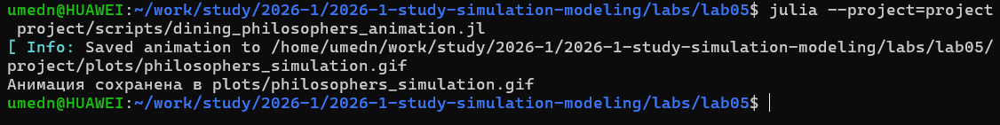 umedn@HUAWEI:~/work/study/2026-1/2026-1-study-simulation-modeling/labs/lab05$ julia --project=project
project/scripts/dining_philosophers_animation.jl
[ Info: Saved animation to /home/umedn/work/study/2026-1/2026-1-study-simulation-modeling/labs/lab05/
project/plots/philosophers_simulation.gif
Анимация сохранена в plots/philosophers_simulation.gif
umedn@HUAWEI:~/work/study/2026-1/2026-1-study-simulation-modeling/labs/lab05$